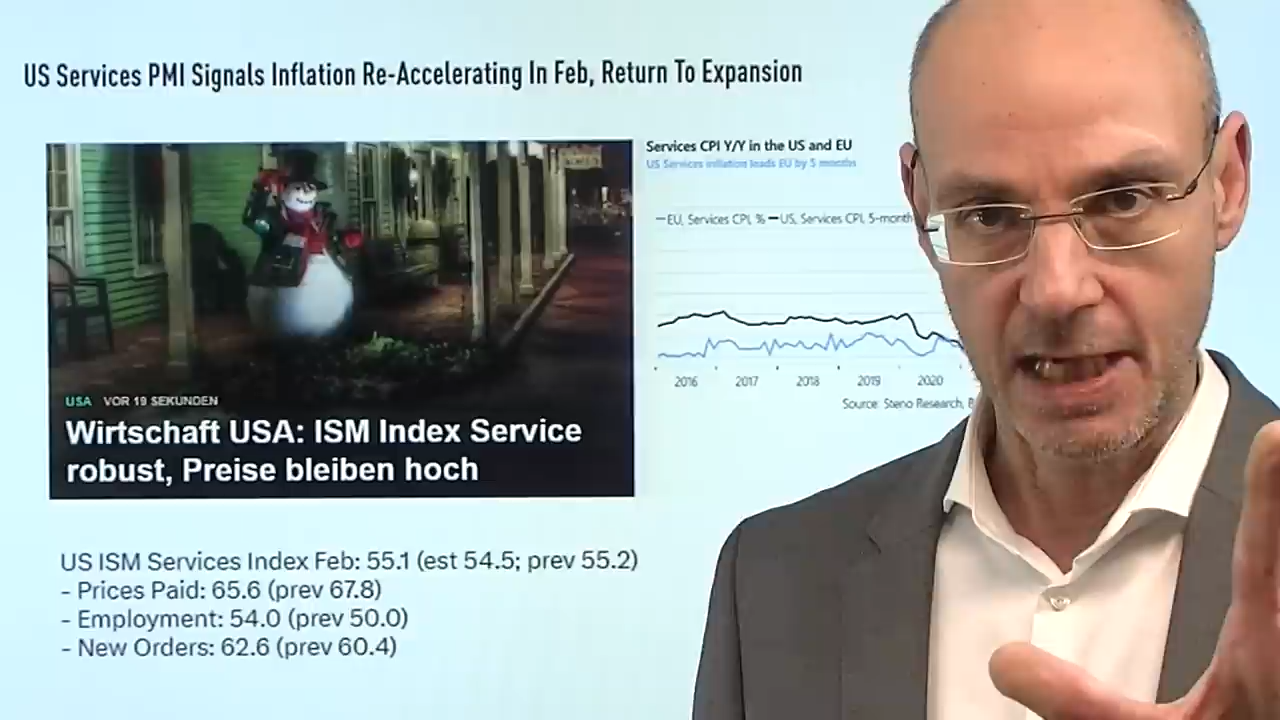 US Services PMI Signals Inflation Re-Accelerating In Feb, Return To Expansion
USA VOR 19 SEKUNDEN
Wirtschaft USA: ISM Index Service
robust, Preise bleiben hoch
Services CPI Y/Y in the US and EU
US Services inflation leads EU by 5 months
EU, Services CPI, % US, Services CPI, 5-month
2016 2017 2018 2019 2020
Source: Steno Research,
US ISM Services Index Feb: 55.1 (est 54.5; prev 55.2)
- Prices Paid: 65.6 (prev 67.8)
- Employment: 54.0 (prev 50.0)
- New Orders: 62.6 (prev 60.4)